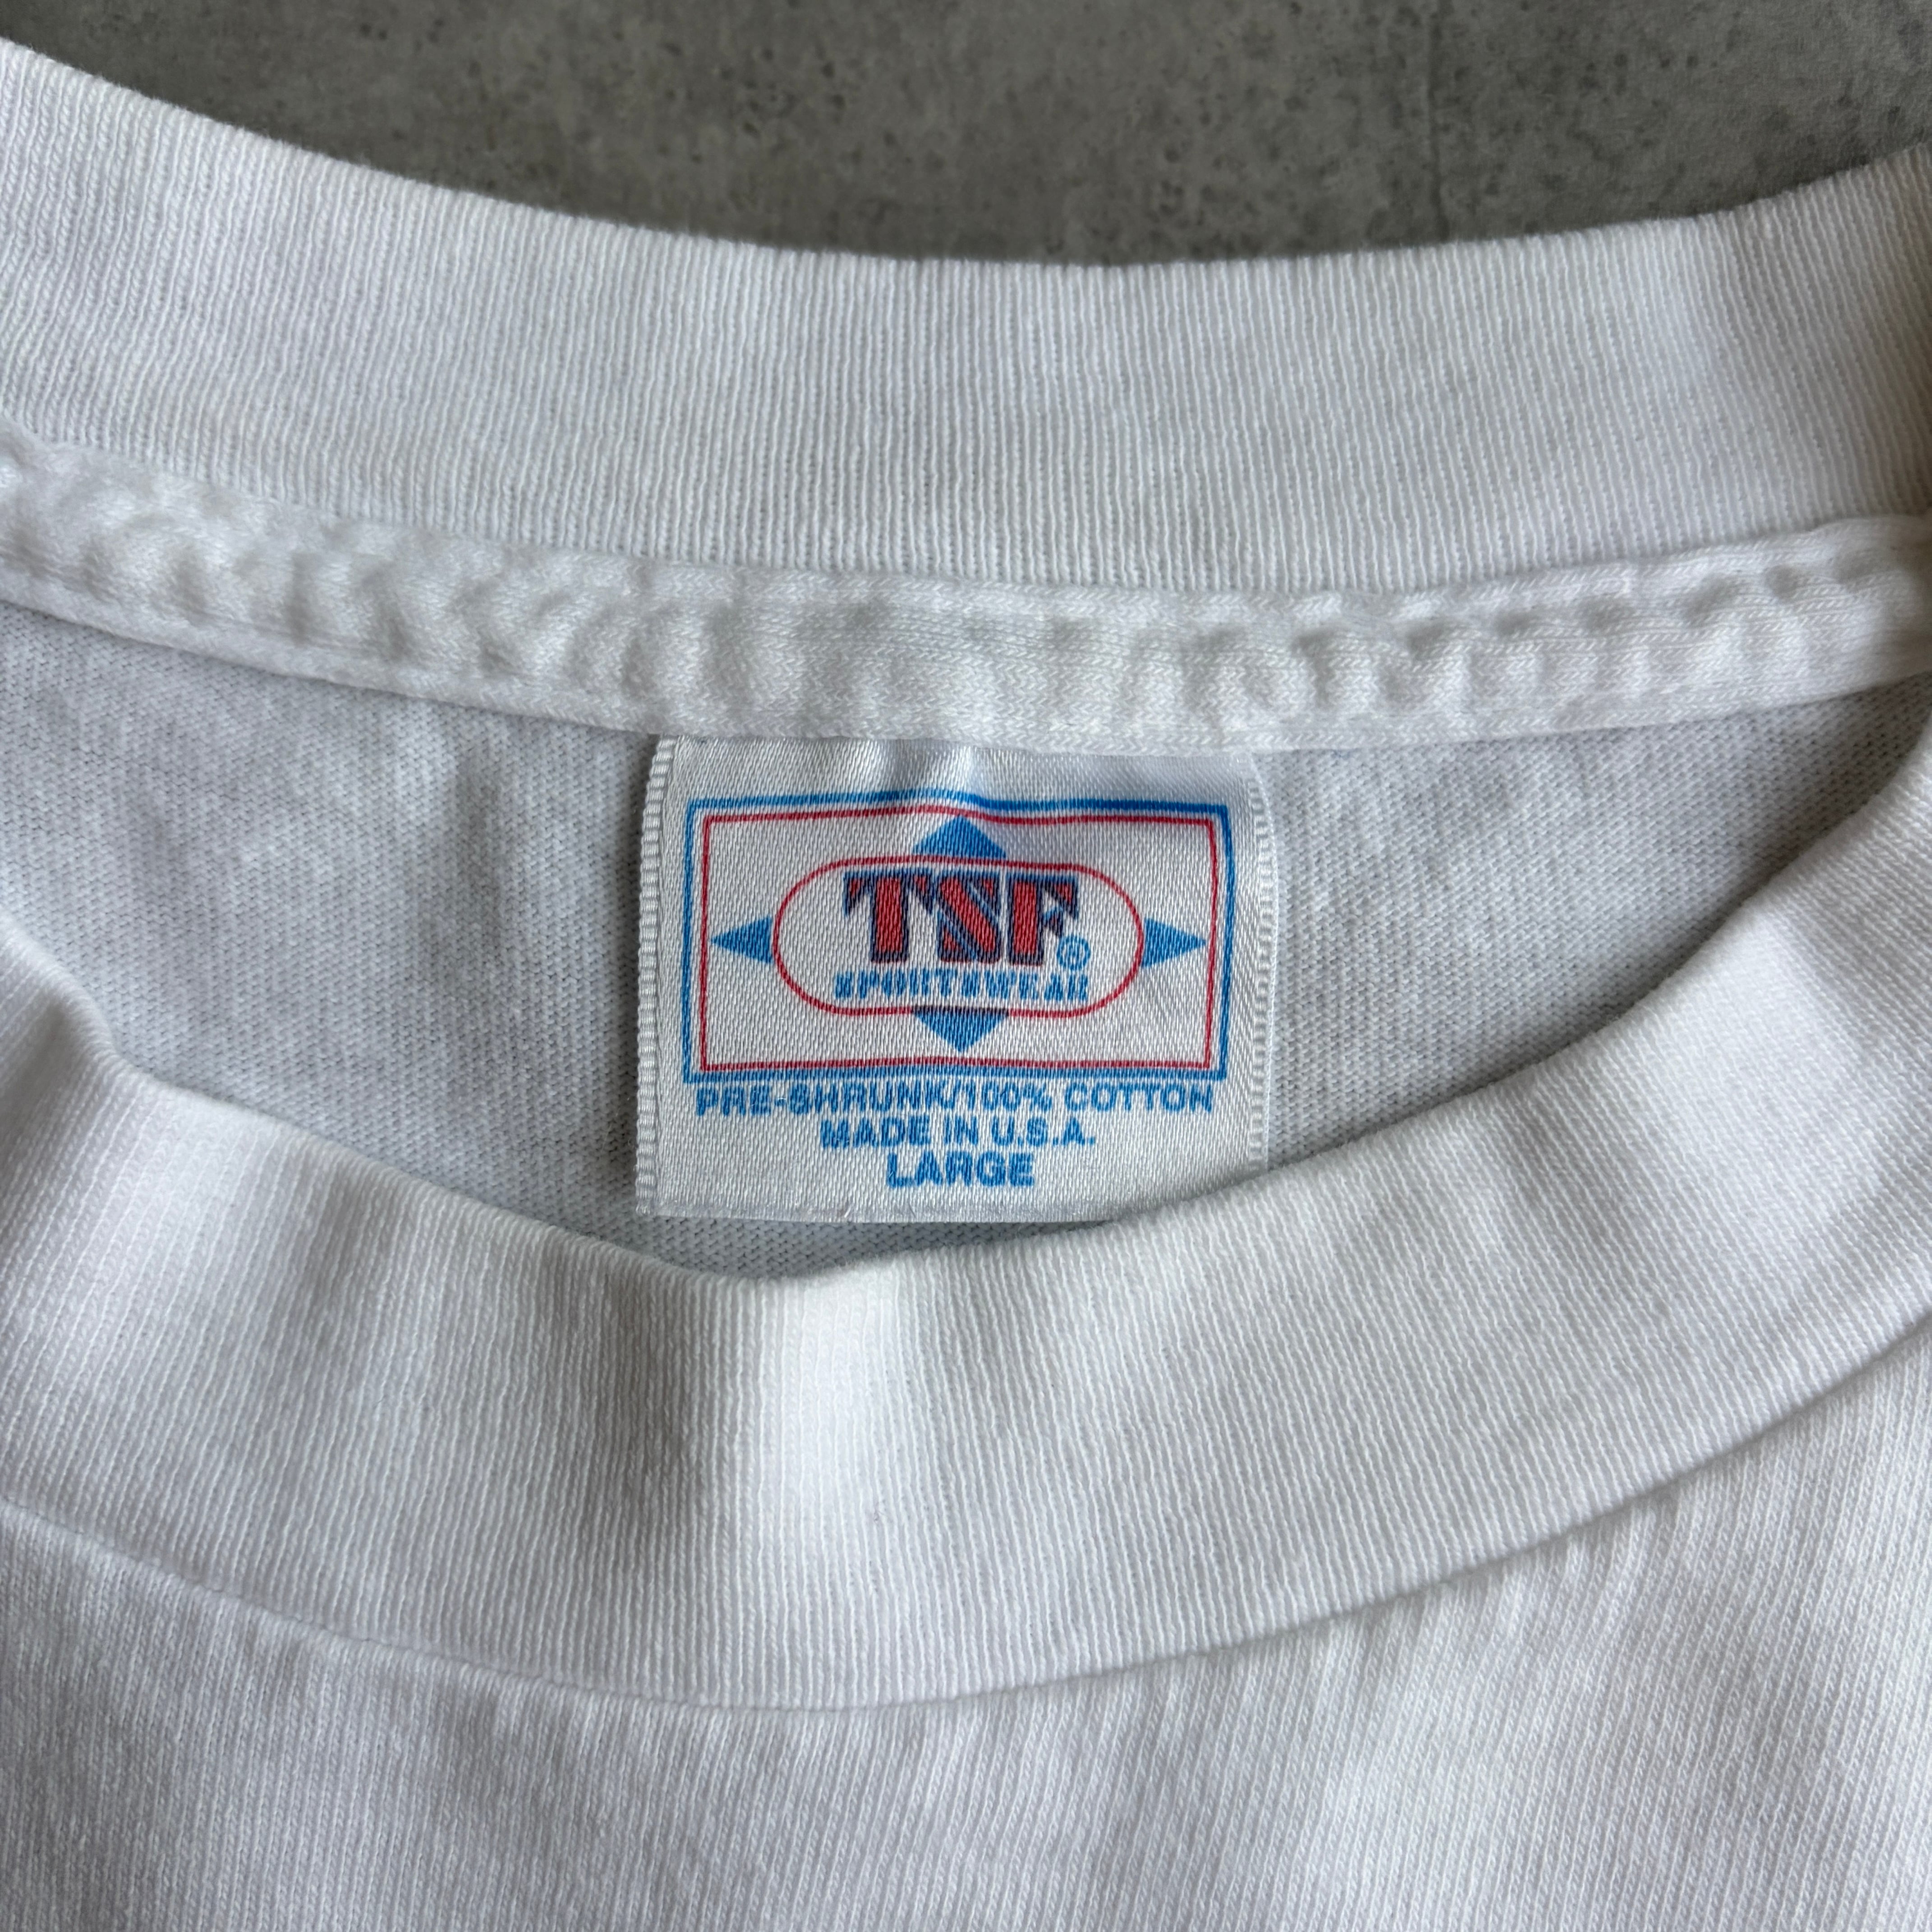 TSF®
SPORTSWEAR
PRE-SHRUNK/100% COTTON
MADE IN U.S.A.
LARGE